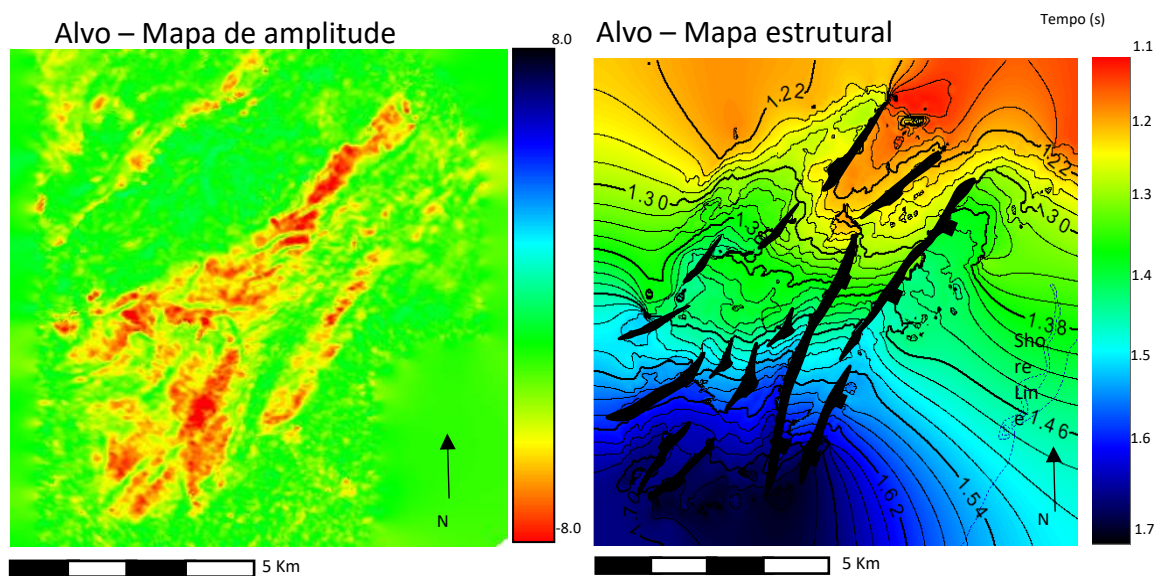 Alvo – Mapa de amplitude
8.0
-8.0
N
5 Km
Alvo – Mapa estrutural
Tempo (s)
1.1
1.2
1.3
1.4
1.5
1.6
1.7
1.22
1.22
1.30
1.30
1.38
1.46
1.54
1.62
Sho
re
Lin
e
N
5 Km